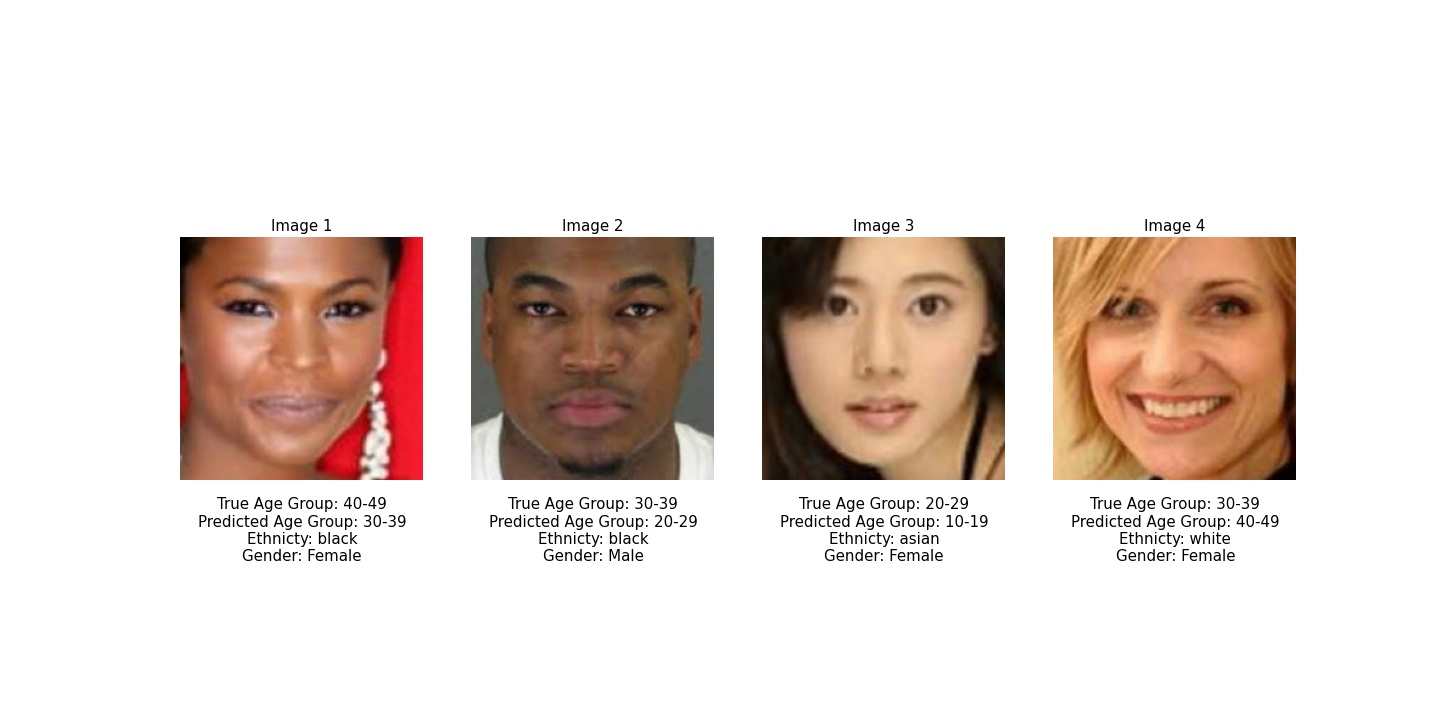 Image 1
True Age Group: 40-49
Predicted Age Group: 30-39
Ethnicty: black
Gender: Female
Image 2
True Age Group: 30-39
Predicted Age Group: 20-29
Ethnicty: black
Gender: Male
Image 3
True Age Group: 20-29
Predicted Age Group: 10-19
Ethnicty: asian
Gender: Female
Image 4
True Age Group: 30-39
Predicted Age Group: 40-49
Ethnicty: white
Gender: Female